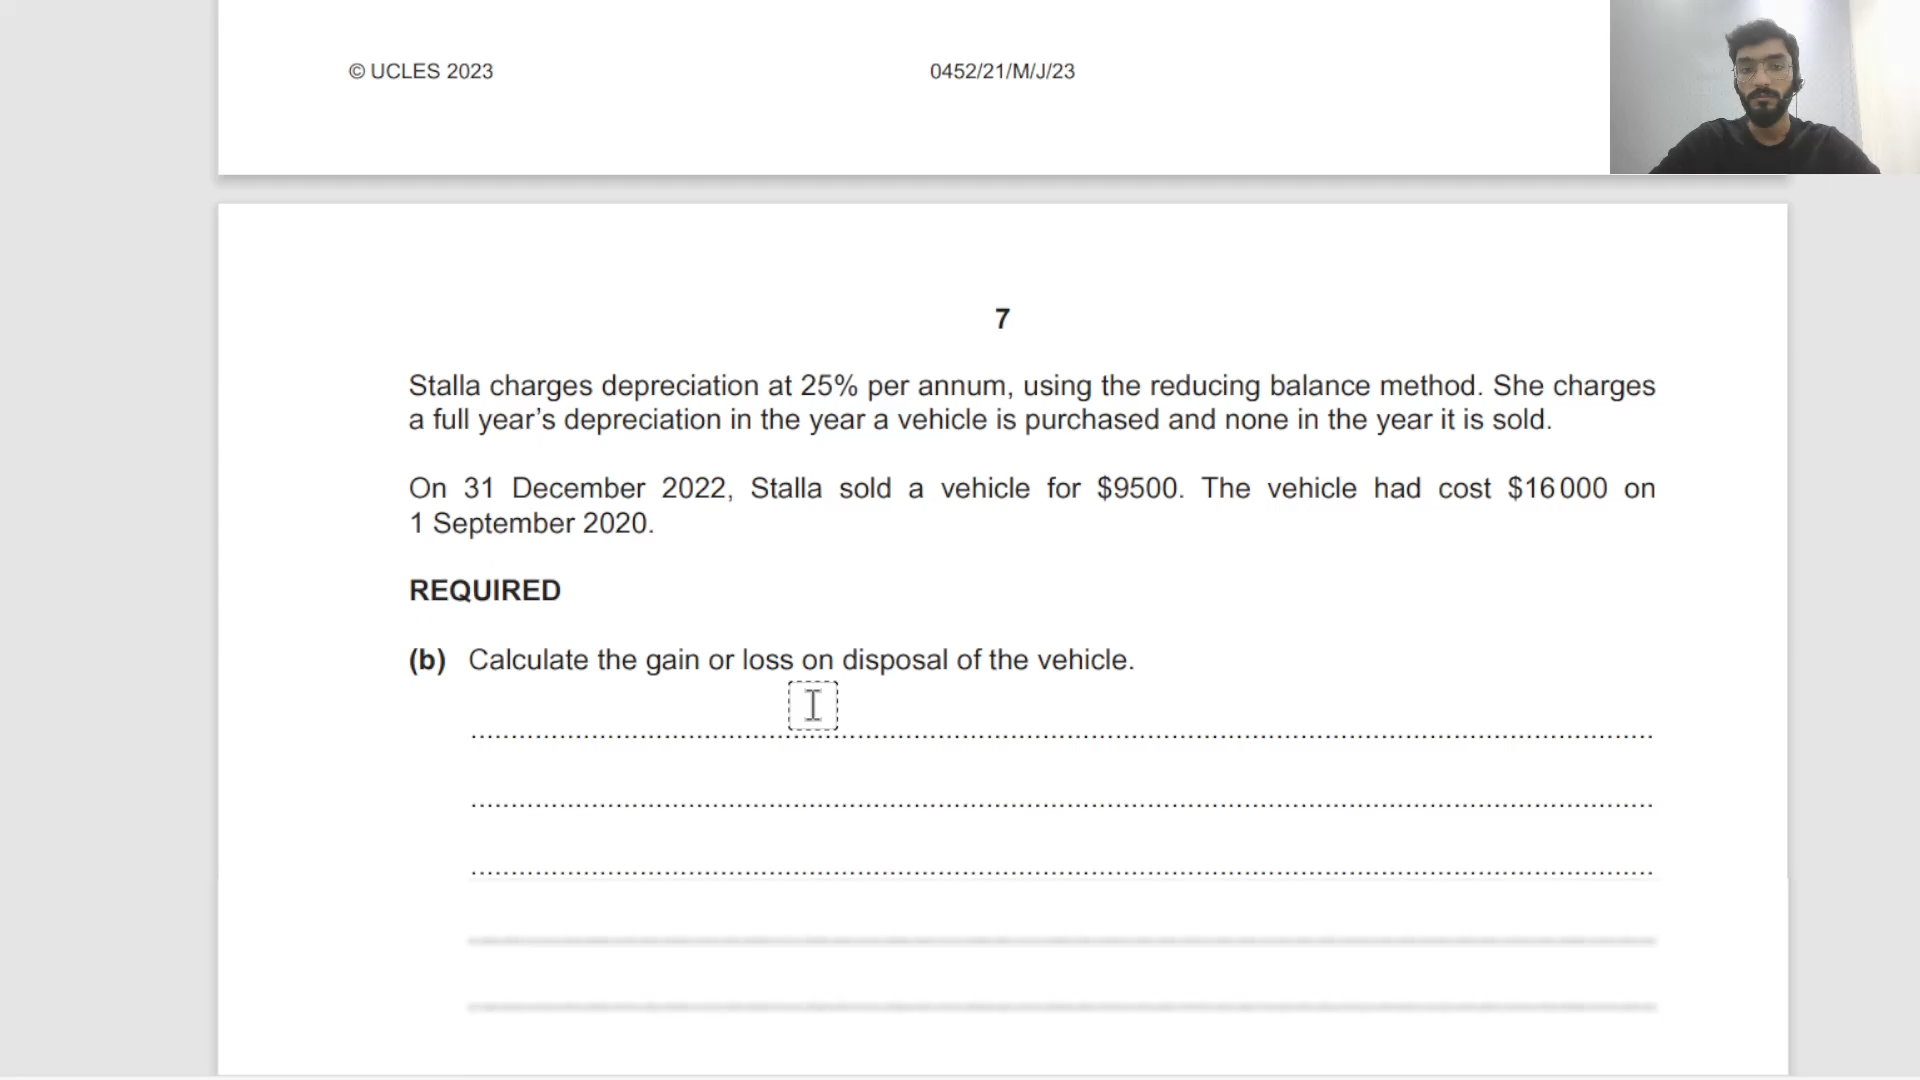 © UCLES 2023
0452/21/M/J/23
7
Stalla charges depreciation at 25% per annum, using the reducing balance method. She charges
a full year’s depreciation in the year a vehicle is purchased and none in the year it is sold.
On 31 December 2022, Stalla sold a vehicle for $9500. The vehicle had cost $16000 on
1 September 2020.
REQUIRED
(b) Calculate the gain or loss on disposal of the vehicle.